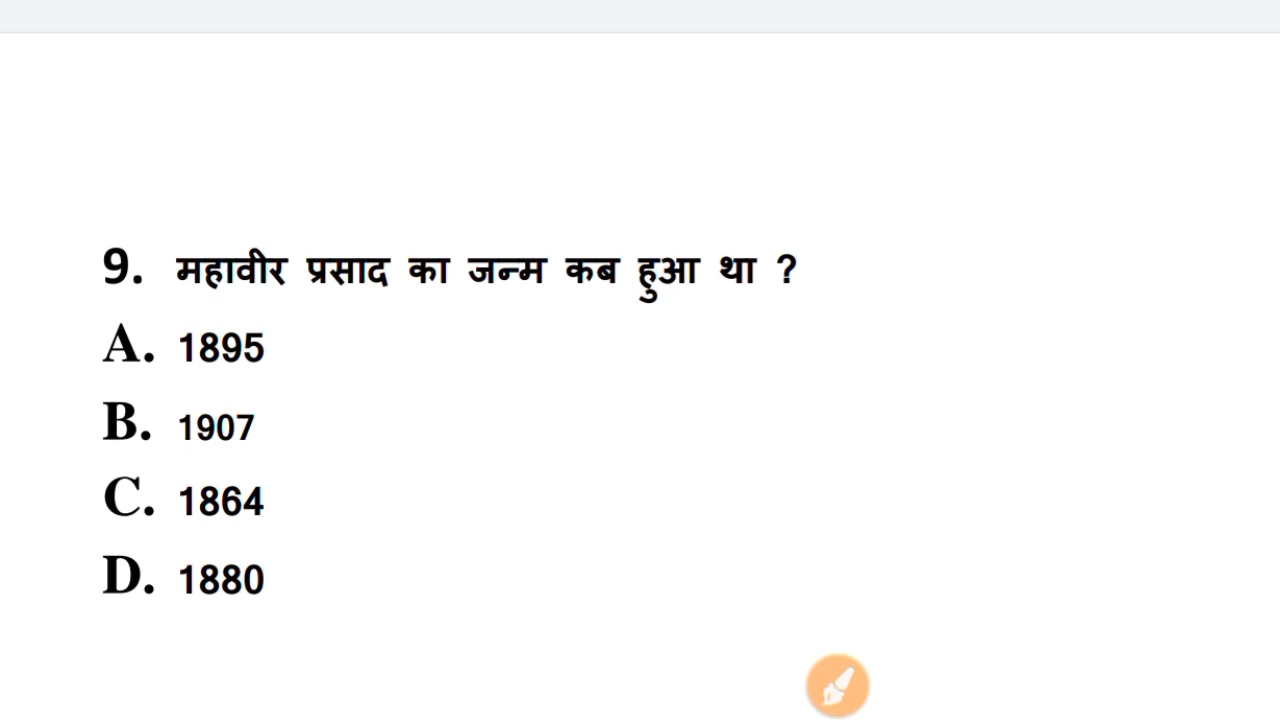 9. महावीर प्रसाद का जन्म कब हुआ था ?
A. 1895
B. 1907
C. 1864
D. 1880